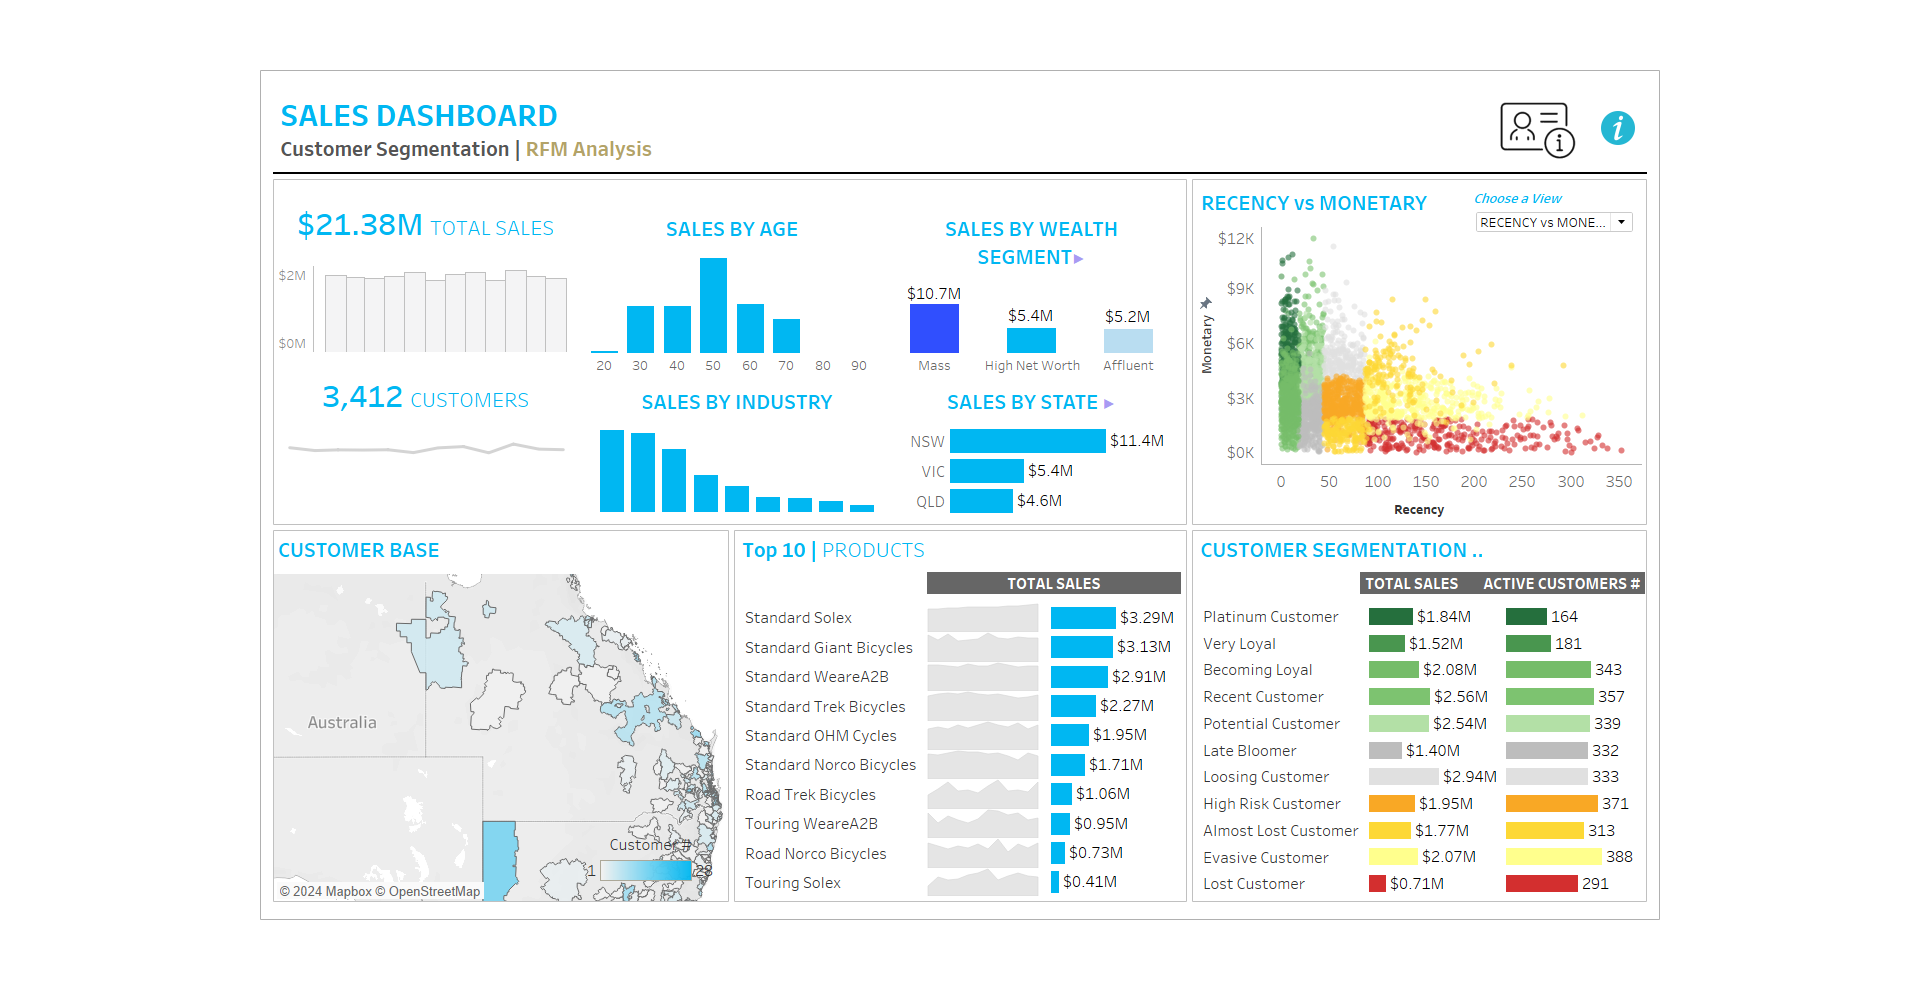 SALES DASHBOARD
Customer Segmentation | RFM Analysis
i
i
$21.38M TOTAL SALES
$2M
$0M
3,412 CUSTOMERS
SALES BY AGE
20 30 40 50 60 70 80 90
SALES BY INDUSTRY
SALES BY WEALTH
SEGMENT▸
$10.7M $5.4M $5.2M
Mass High Net Worth Affluent
SALES BY STATE ▸
NSW $11.4M
VIC $5.4M
QLD $4.6M
RECENCY vs MONETARY
Choose a View
RECENCY vs MONE...
$12K
$9K
$6K
$3K
$0K
Monetary
0 50 100 150 200 250 300 350
Recency
CUSTOMER BASE
Australia
Customer #
1 28
© 2024 Mapbox © OpenStreetMap
Top 10 | PRODUCTS
TOTAL SALES
Standard Solex $3.29M
Standard Giant Bicycles $3.13M
Standard WeareA2B $2.91M
Standard Trek Bicycles $2.27M
Standard OHM Cycles $1.95M
Standard Norco Bicycles $1.71M
Road Trek Bicycles $1.06M
Touring WeareA2B $0.95M
Road Norco Bicycles $0.73M
Touring Solex $0.41M
CUSTOMER SEGMENTATION ..
TOTAL SALES ACTIVE CUSTOMERS #
Platinum Customer $1.84M 164
Very Loyal $1.52M 181
Becoming Loyal $2.08M 343
Recent Customer $2.56M 357
Potential Customer $2.54M 339
Late Bloomer $1.40M 332
Loosing Customer $2.94M 333
High Risk Customer $1.95M 371
Almost Lost Customer $1.77M 313
Evasive Customer $2.07M 388
Lost Customer $0.71M 291